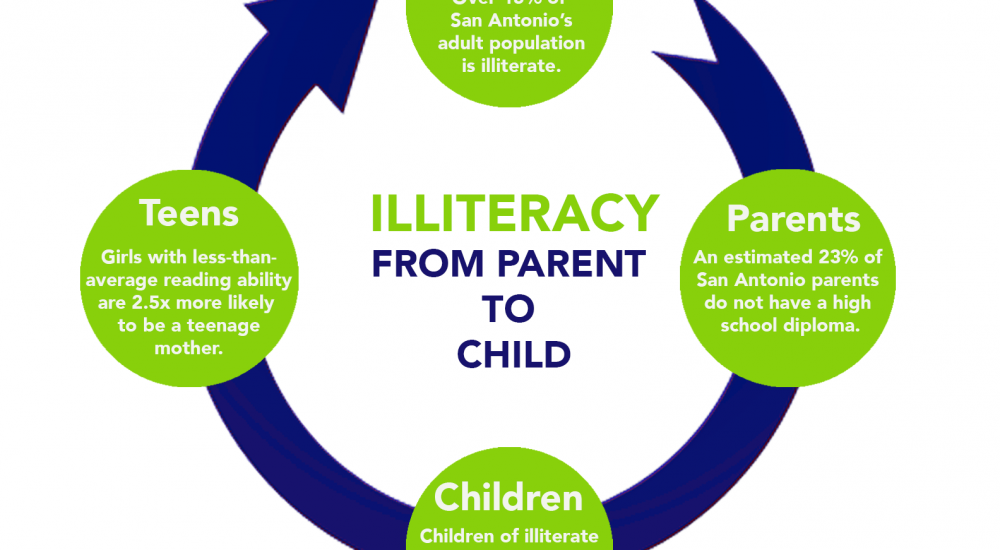 San Antonio's
adult population
is illiterate.
ILLITERACY
FROM PARENT
TO
CHILD
Parents
An estimated 23% of
San Antonio parents
do not have a high
school diploma.
Children
Children of illiterate
Teens
Girls with less-than-
average reading ability
are 2.5x more likely
to be a teenage
mother.